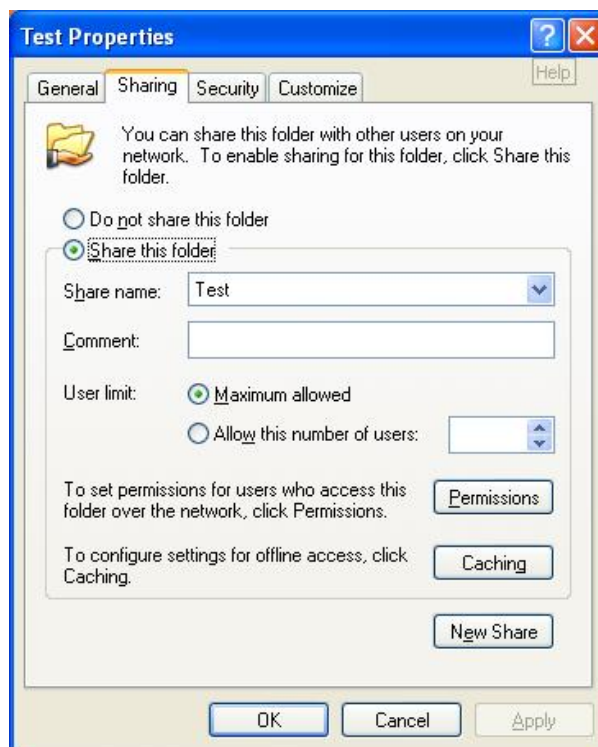 Test Properties
?
Help
General Sharing Security Customize
You can share this folder with other users on your
network. To enable sharing for this folder, click Share this
folder.
Do not share this folder
Share this folder
Share name: Test
Comment:
User limit: Maximum allowed
Allow this number of users:
To set permissions for users who access this
folder over the network, click Permissions.
Permissions
To configure settings for offline access, click
Caching.
Caching
New Share
OK Cancel Apply